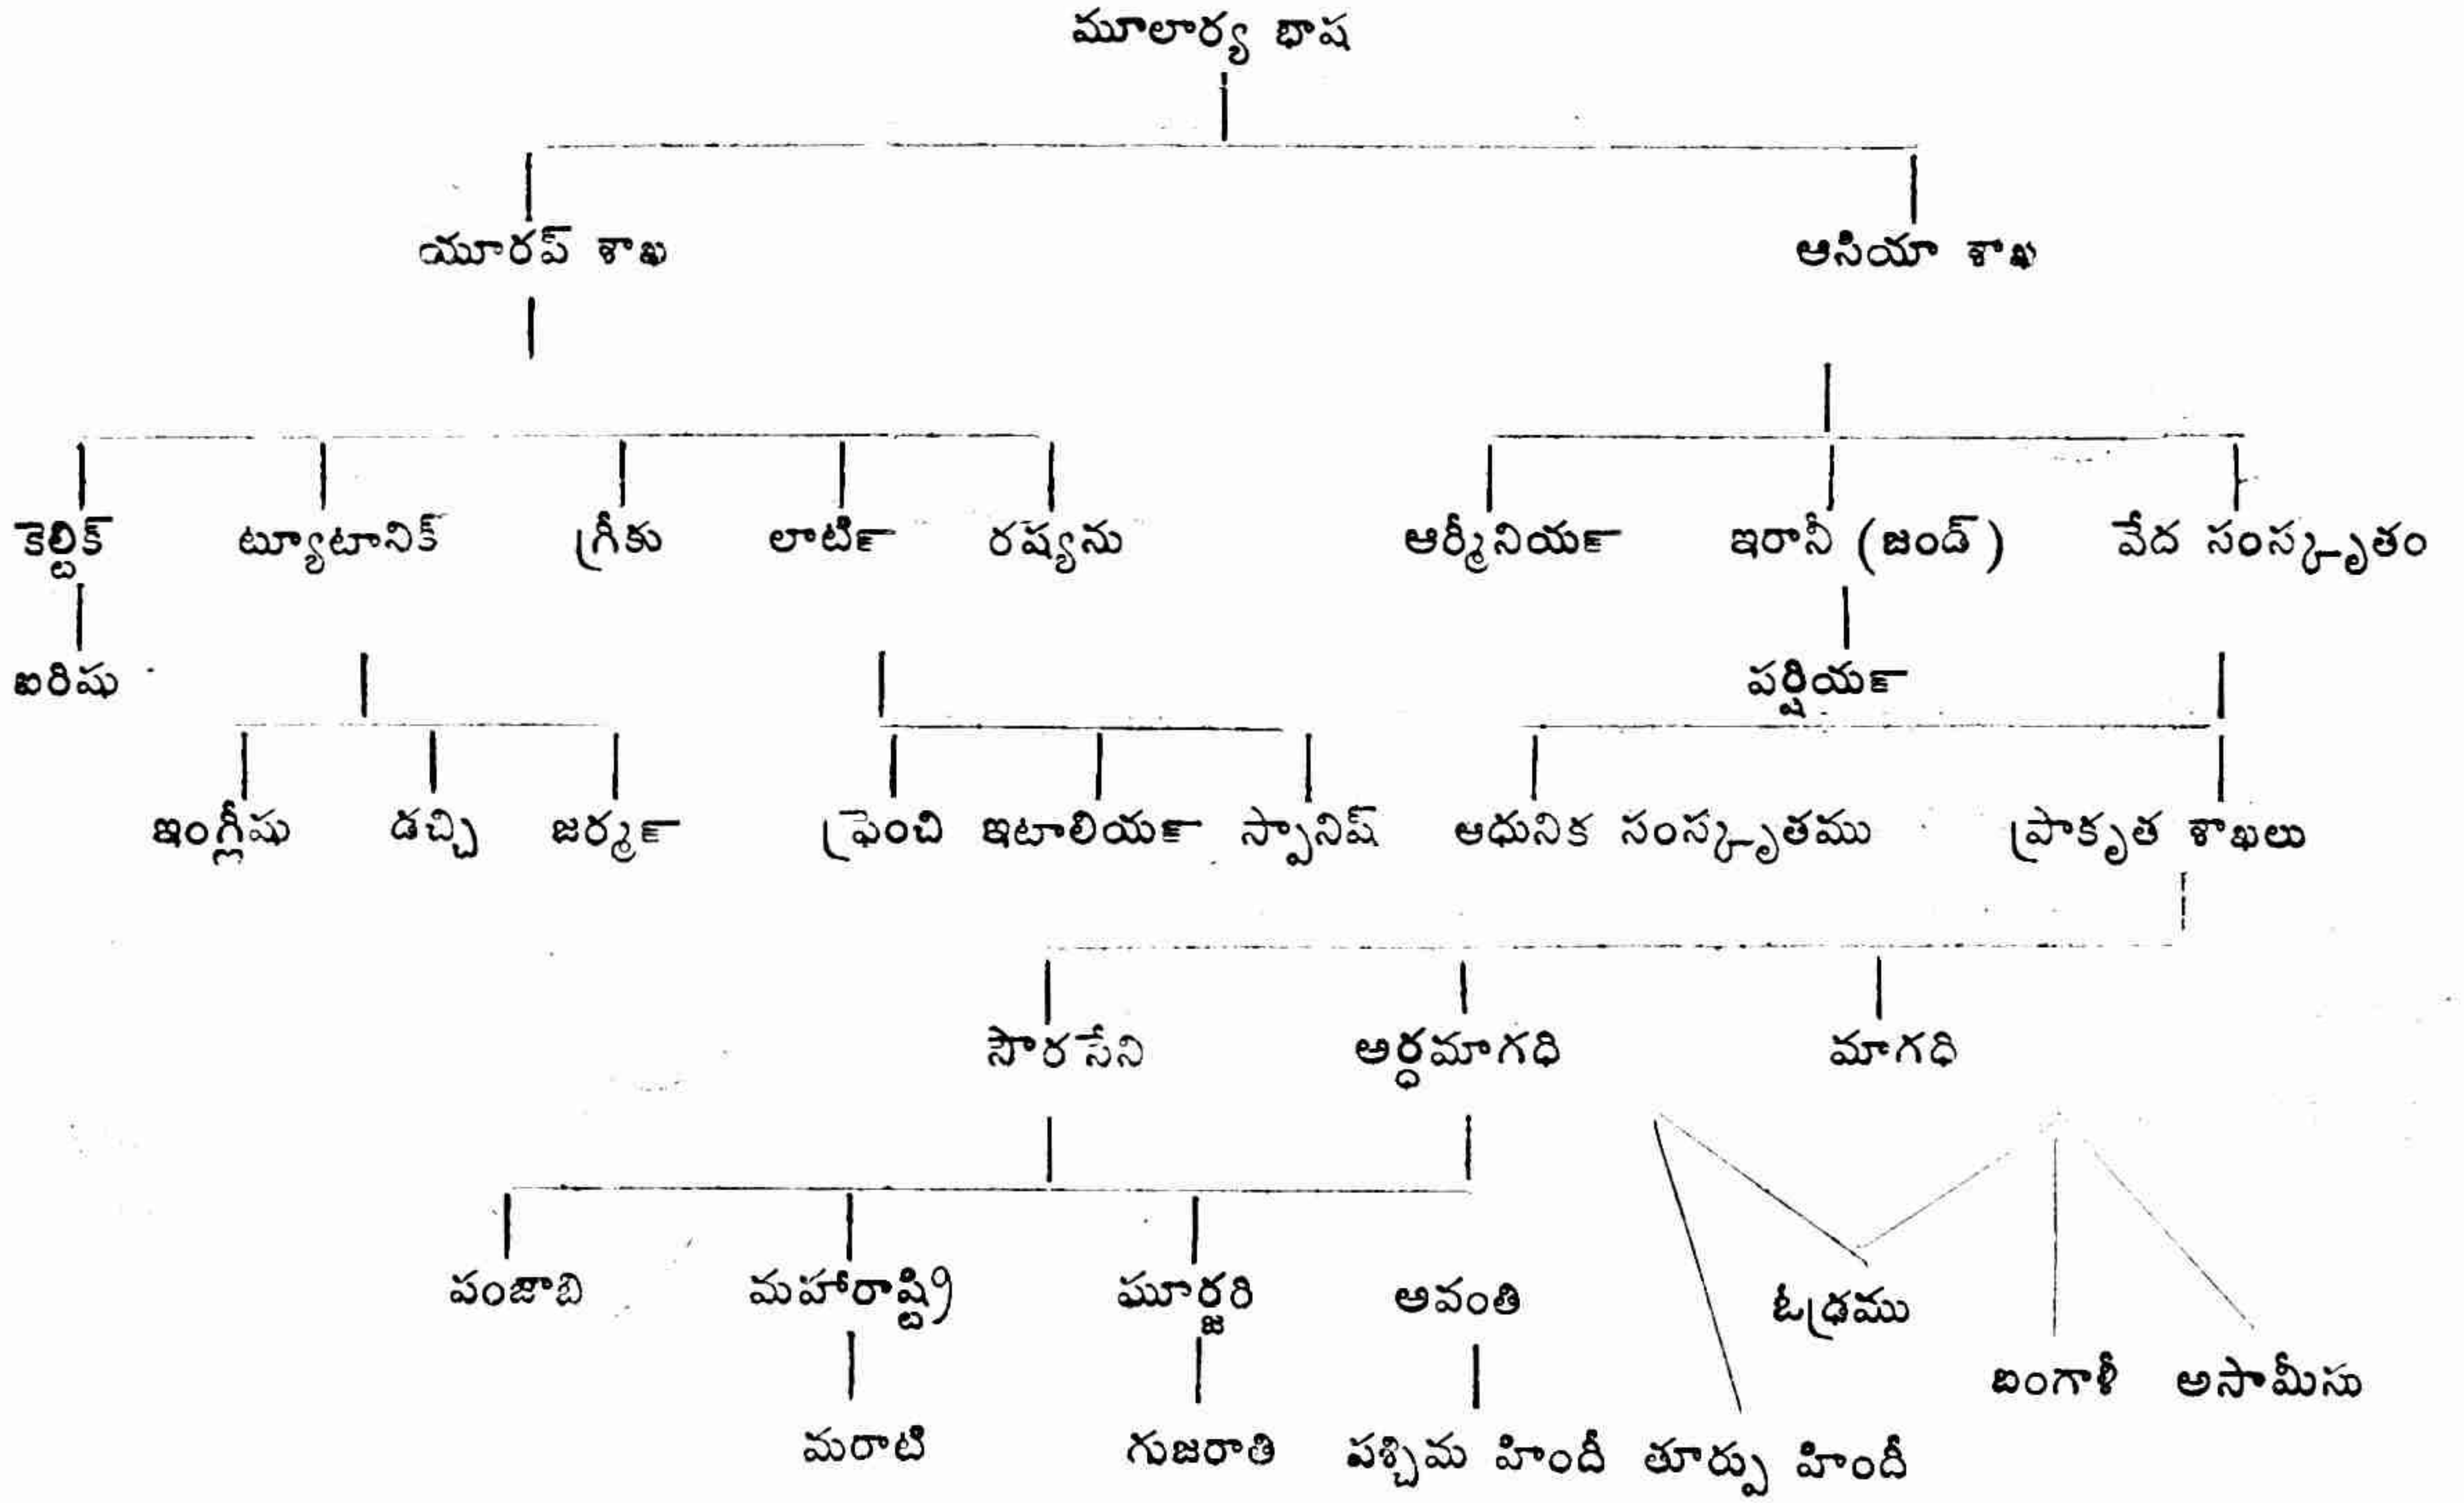 మూలార్య భాష
యూరప్ శాఖ ఆసియా శాఖ
కెల్టిక్ ట్యూటానిక్ గ్రీకు లాటిన్ రష్యను ఆర్మీనియన్ ఇరానీ (జండ్) వేద సంస్కృతం
ఐరిషు పర్షియన్
ఇంగ్లీషు డచ్చి జర్మన్ ఫ్రెంచి ఇటాలియన్ స్పానిష్ ఆధునిక సంస్కృతము ప్రాకృత శాఖలు
సౌరసేని అర్ధమాగధి మాగధి
పంజాబి మహారాష్ట్రి ఘూర్జరి అవంతి ఓఢ్రము
బంగాళీ అసామీసు
మరాటి గుజరాతి పశ్చిమ హిందీ తూర్పు హిందీ